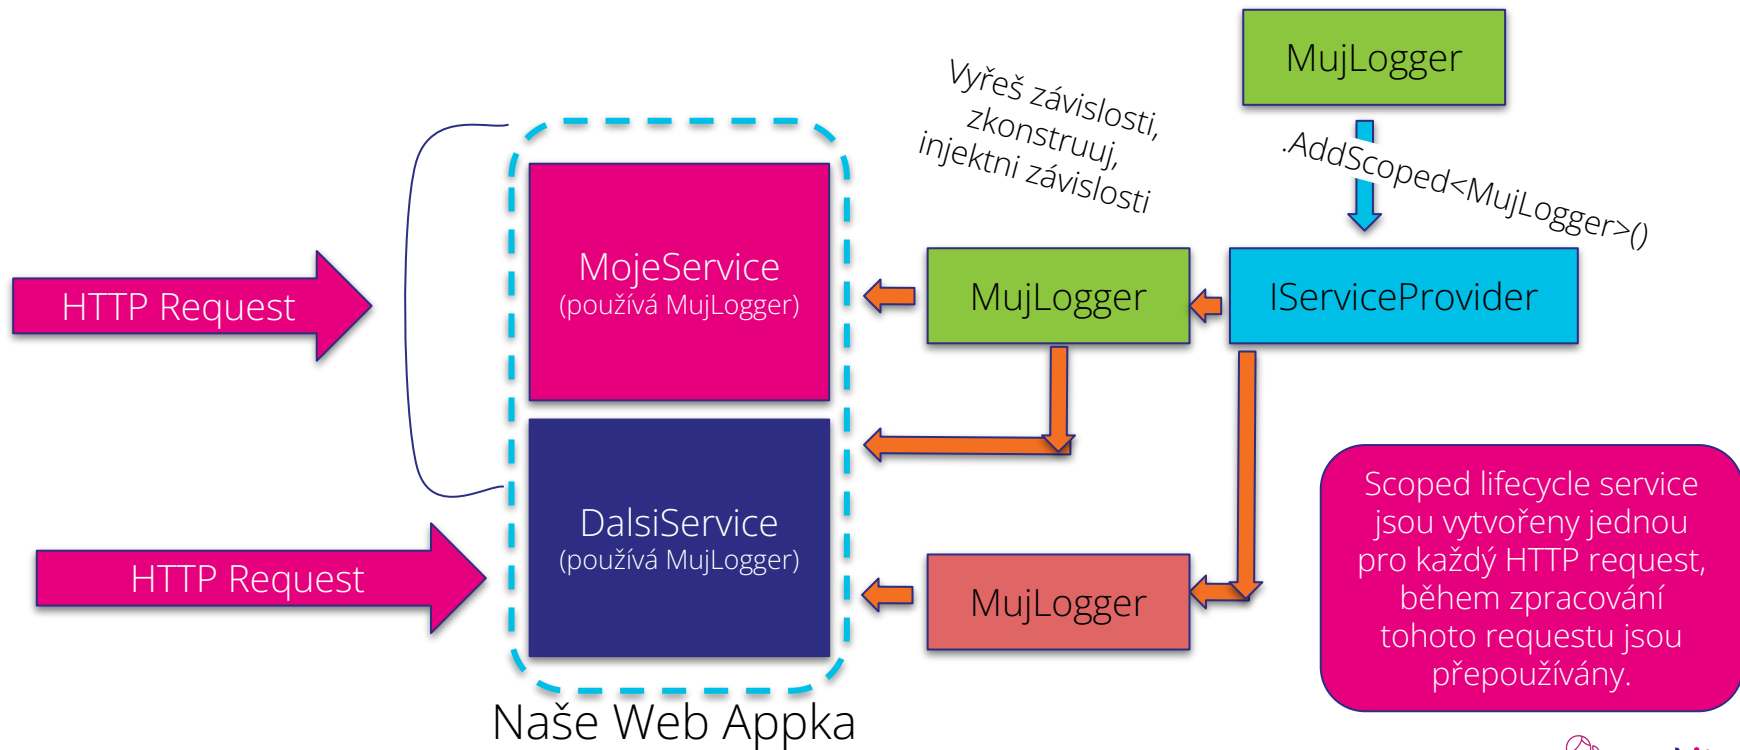 MujLogger
Vyřeš závislosti,
zkonstruuj,
injektni závislosti
.AddScoped<MujLogger>()
HTTP Request
MojeService
(používá MujLogger)
MujLogger
IServiceProvider
HTTP Request
DalsiService
(používá MujLogger)
MujLogger
Scoped lifecycle service
jsou vytvořeny jednou
pro každý HTTP request,
během zpracování
tohoto requestu jsou
přepoužívány.
Naše Web Appka